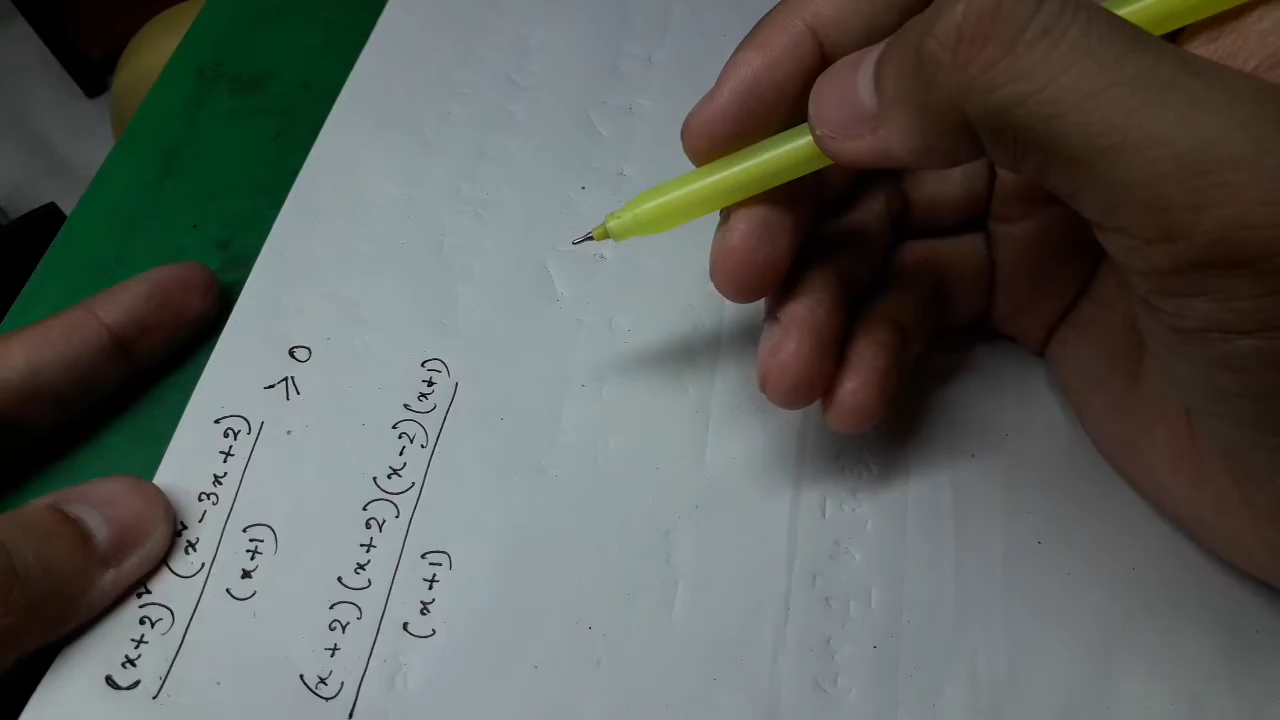 (x+2)² (x²-3x+2)
(x+1)
≥ 0
(x+2)(x+2)(x-2)(x+1)
(x+1)